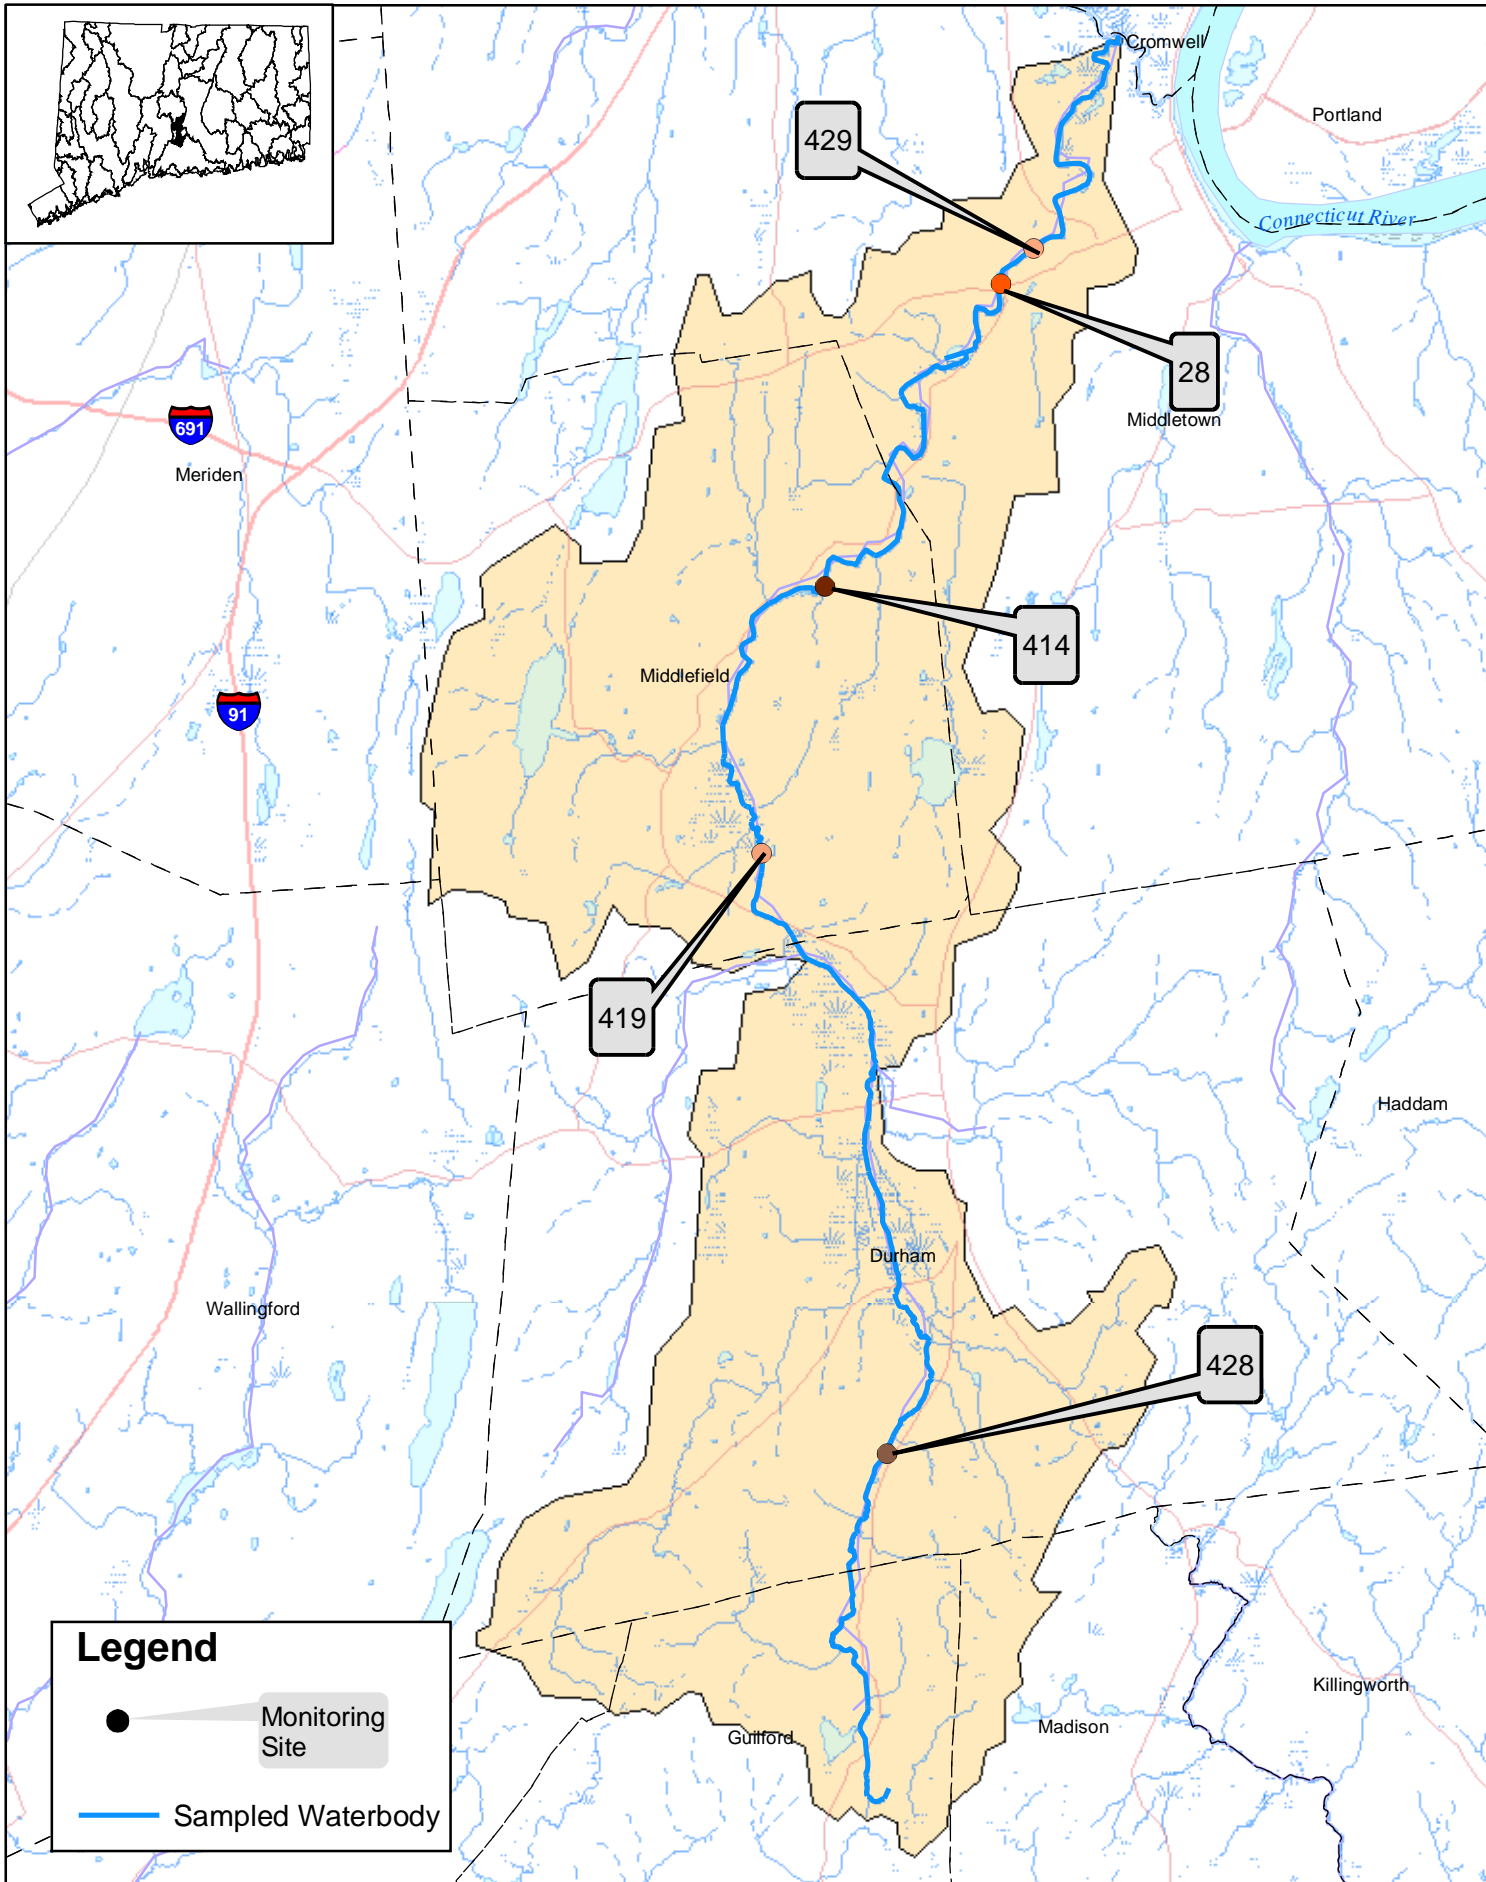 Cromwell
Portland
429
Connecticut River
28
Middletown
691
Meriden
414
Middlefield
91
419
Haddam
Durham
Wallingford
428
Legend
Monitoring
Site
Sampled Waterbody
Guilford
Madison
Killingworth